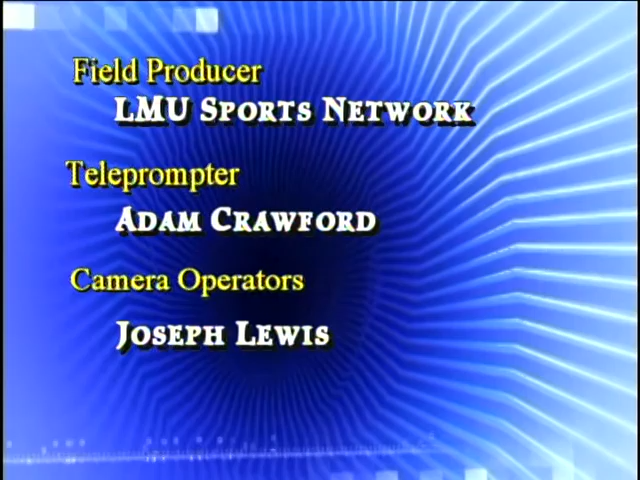 Field Producer
LMU SPORTS NETWORK
Teleprompter
ADAM CRAWFORD
Camera Operators
JOSEPH LEWIS